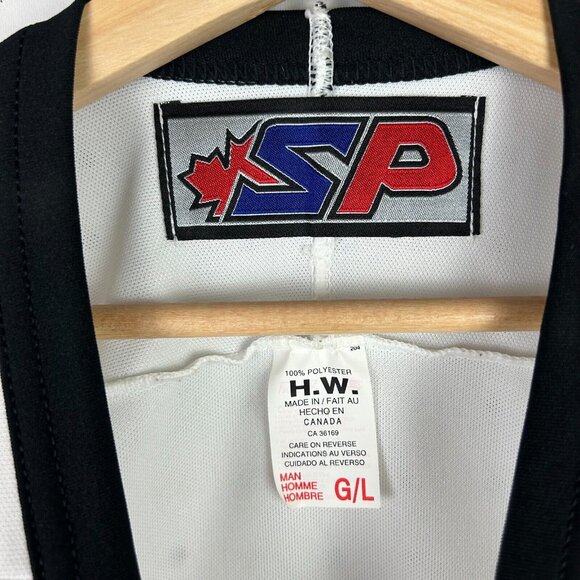 SP
204
100% POLYESTER
H.W.
MADE IN / FAIT AU
HECHO EN
CANADA
CA 36169
CARE ON REVERSE
INDICATIONS AU VERSO
CUIDADO AL REVERSO
MAN
HOMME
HOMBRE
G/L